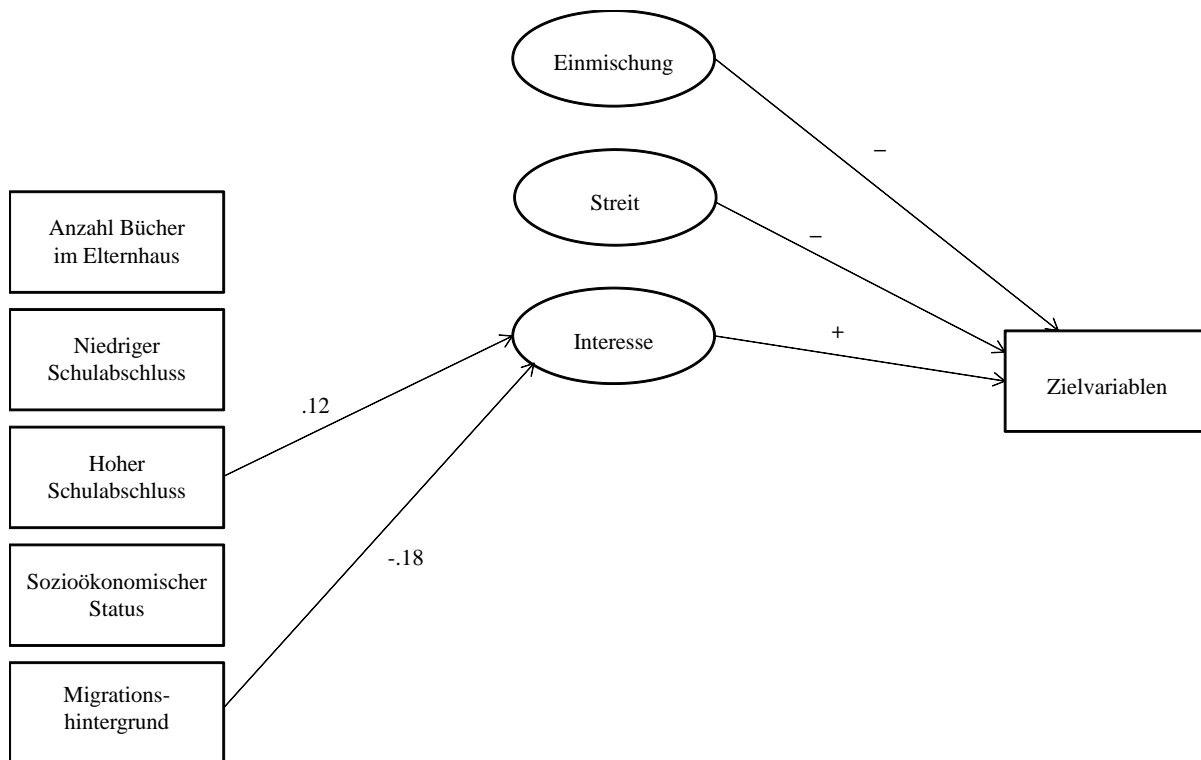 Einmischung
–
Streit
–
Anzahl Bücher
im Elternhaus
Niedriger
Schulabschluss
Interesse
+
Zielvariablen
.12
Hoher
Schulabschluss
-.18
Sozioökonomischer
Status
Migrations-
hintergrund